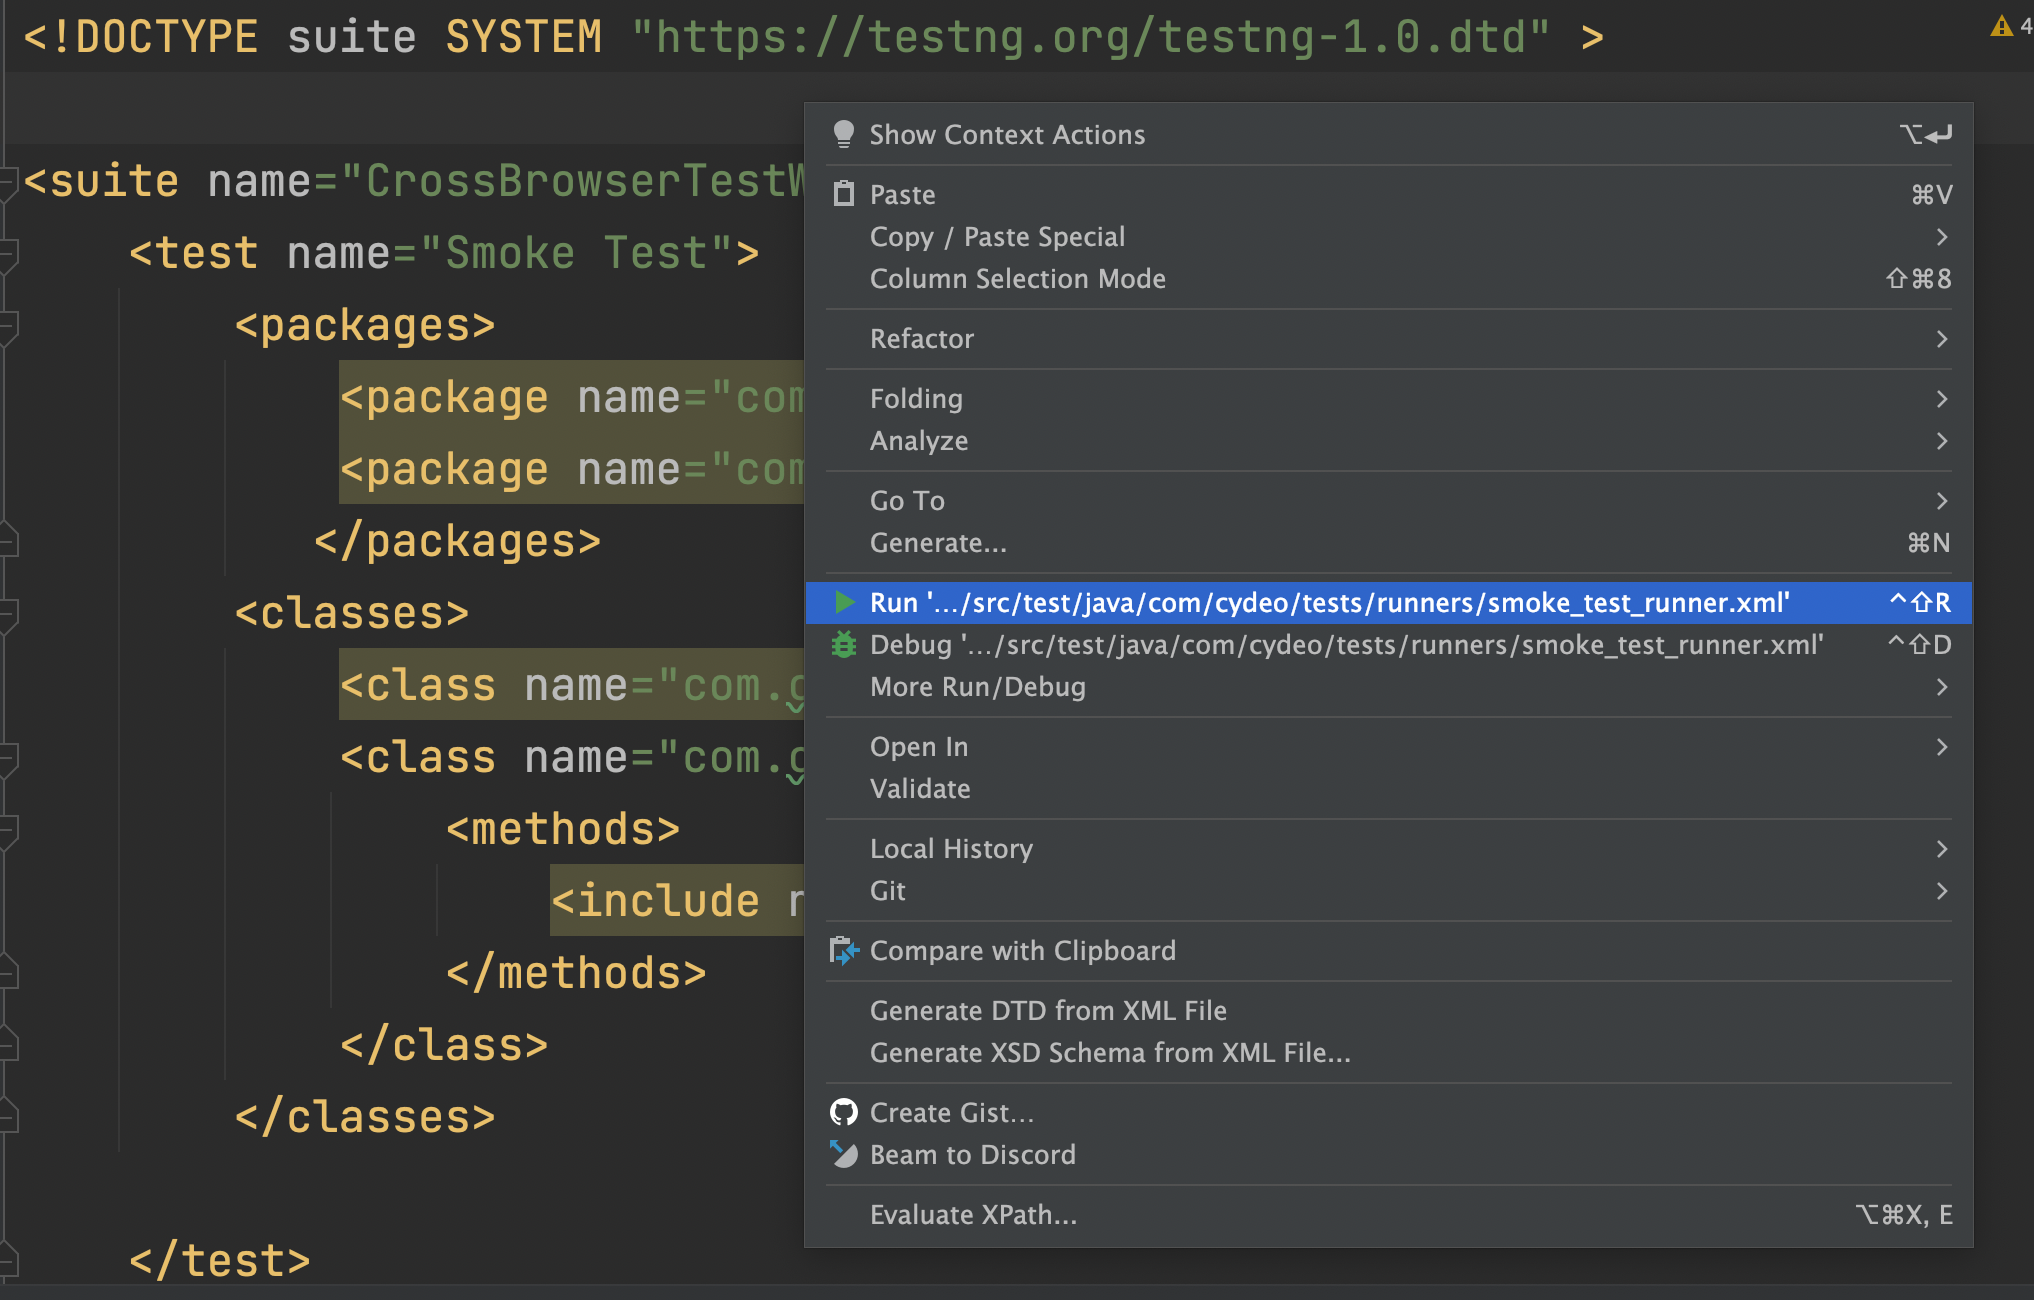 <!DOCTYPE suite SYSTEM "https://testng.org/testng-1.0.dtd" >
4
<suite name="CrossBrowserTest
<test name="Smoke Test">
<packages>
<package name="com
<package name="com
</packages>
<classes>
<class name="com.
<class name="com.
<methods>
<include
</methods>
</class>
</classes>
</test>
Show Context Actions ⌥↵
Paste ⌘V
Copy / Paste Special >
Column Selection Mode ⇧⌘8
Refactor >
Folding >
Analyze >
Go To >
Generate... ⌘N
Run '.../src/test/java/com/cydeo/tests/runners/smoke_test_runner.xml' ^⇧R
Debug '.../src/test/java/com/cydeo/tests/runners/smoke_test_runner.xml' ^⇧D
More Run/Debug >
Open In >
Validate
Local History >
Git >
Compare with Clipboard
Generate DTD from XML File
Generate XSD Schema from XML File...
Create Gist...
Beam to Discord
Evaluate XPath... ⌥⌘X, E